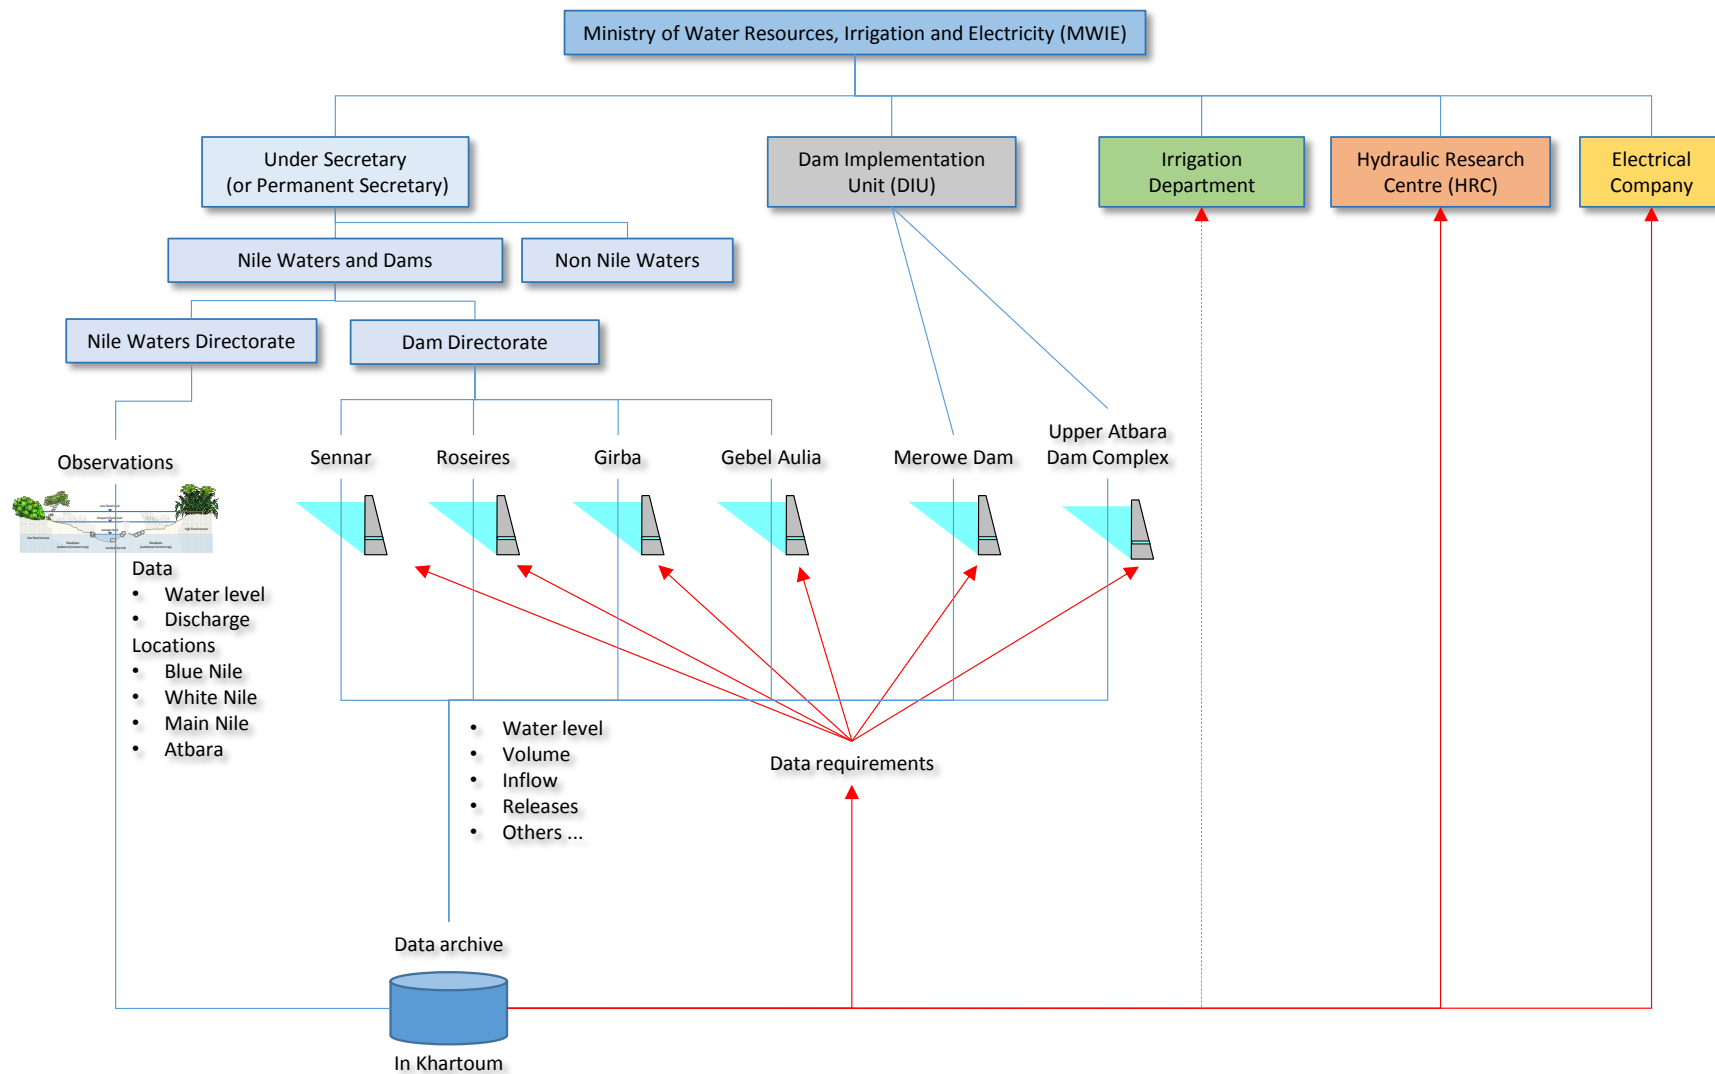 Ministry of Water Resources, Irrigation and Electricity (MWIE)
Under Secretary
(or Permanent Secretary)
Dam Implementation
Unit (DIU)
Irrigation
Department
Hydraulic Research
Centre (HRC)
Electrical
Company
Nile Waters and Dams
Non Nile Waters
Nile Waters Directorate
Dam Directorate
Observations
Sennar
Roseires
Girba
Gebel Aulia
Merowe Dam
Upper Atbara
Dam Complex
Data
• Water level
• Discharge
Locations
• Blue Nile
• White Nile
• Main Nile
• Atbara
• Water level
• Volume
• Inflow
• Releases
• Others ...
Data requirements
Data archive
In Khartoum